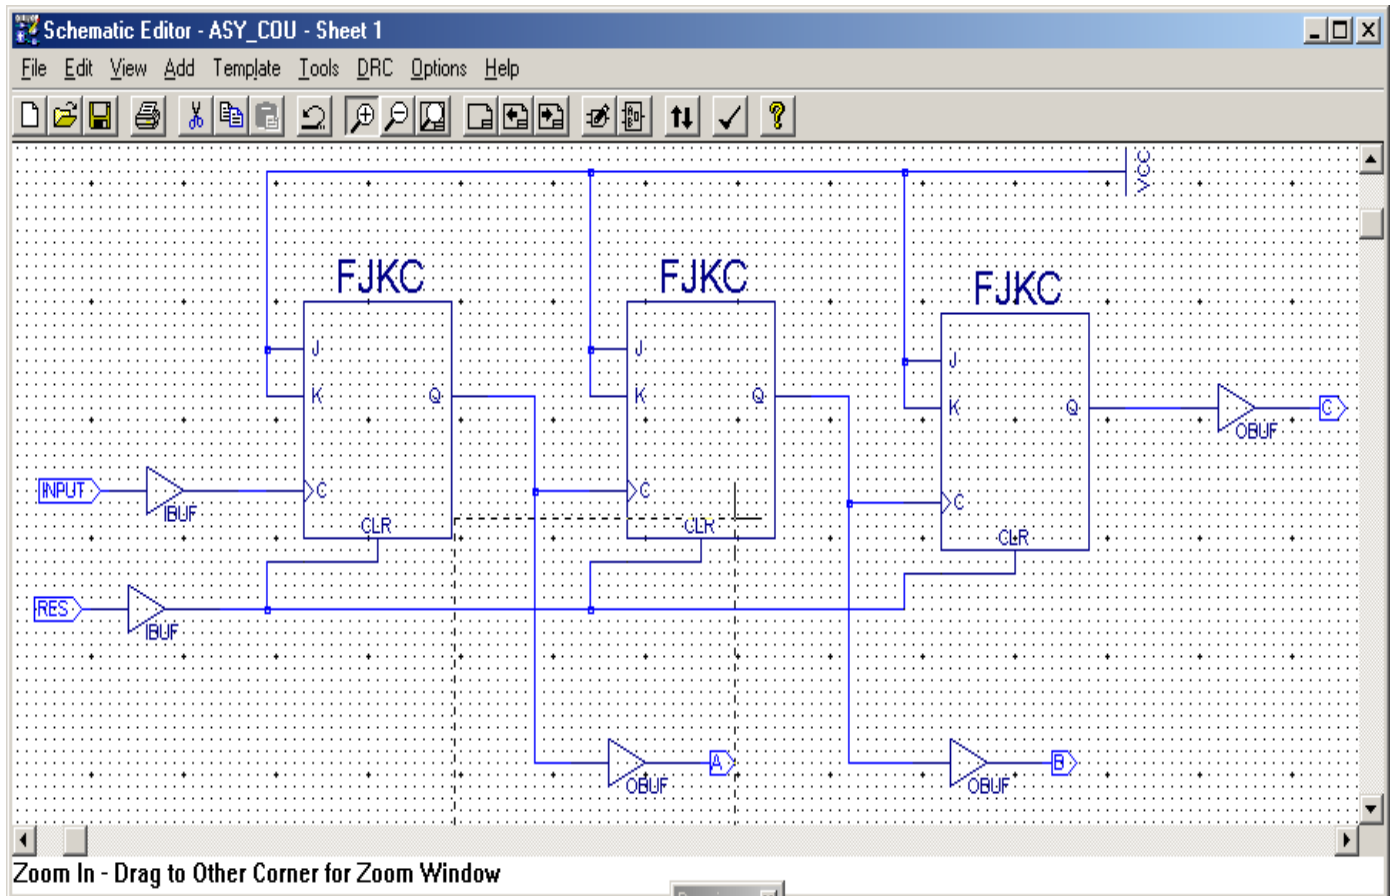 Schematic Editor - ASY_COU - Sheet 1
File Edit View Add Template Tools DRC Options Help
VCC
FJKC FJKC FJKC
J J J
K Q K Q K Q
C
OBUF
INPUT C C C
IBUF
CLR CLR CLR
RES
IBUF
A B
OBUF OBUF
Zoom In - Drag to Other Corner for Zoom Window